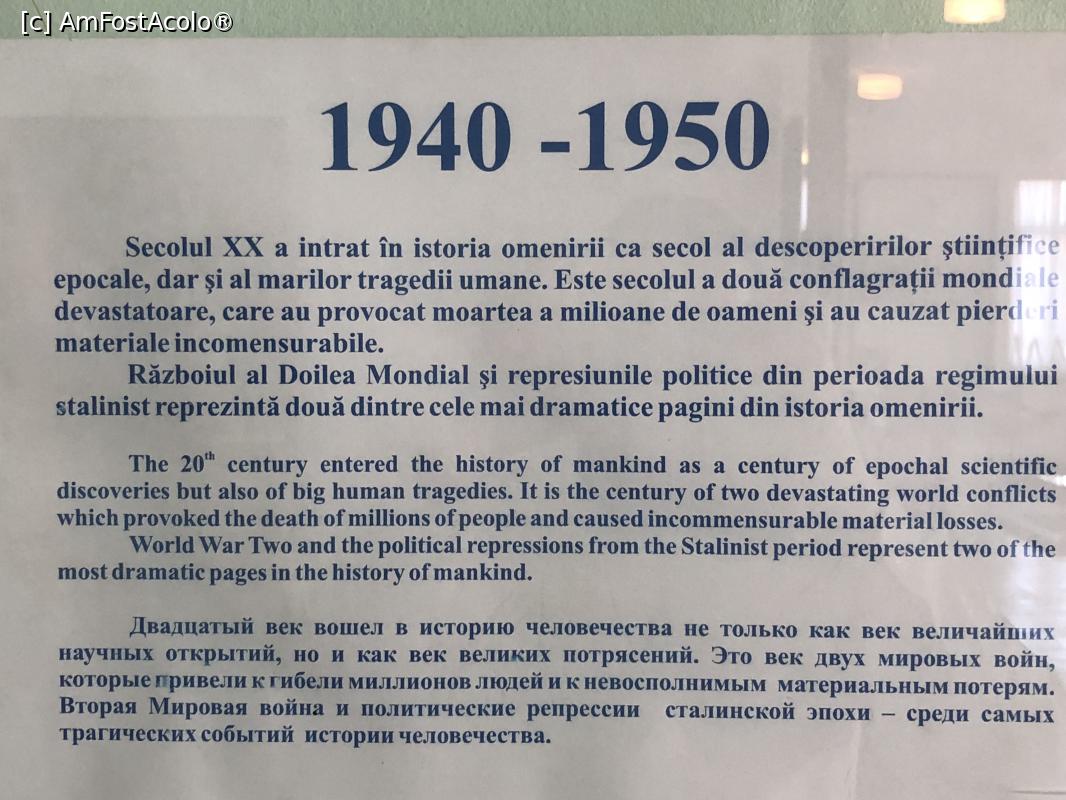 [c] AmFostAcolo®
1940 -1950
Secolul XX a intrat în istoria omenirii ca secol al descoperirilor ştiinţifice
epocale, dar şi al marilor tragedii umane. Este secolul a două conflagraţii mondiale
devastatoare, care au provocat moartea a milioane de oameni şi au cauzat pierderi
materiale incomensurabile.
Războiul al Doilea Mondial şi represiunile politice din perioada regimului
stalinist reprezintă două dintre cele mai dramatice pagini din istoria omenirii.
The 20th century entered the history of mankind as a century of epochal scientific
discoveries but also of big human tragedies. It is the century of two devastating world conflicts
which provoked the death of millions of people and caused incommensurable material losses.
World War Two and the political repressions from the Stalinist period represent two of the
most dramatic pages in the history of mankind.
Двадцатый век вошел в историю человечества не только как век величайших
научных открытий, но и как век великих потрясений. Это век двух мировых войн,
которые привели к гибели миллионов людей и к невосполнимым материальным потерям.
Вторая Мировая война и политические репрессии сталинской эпохи – среди самых
трагических событий истории человечества.